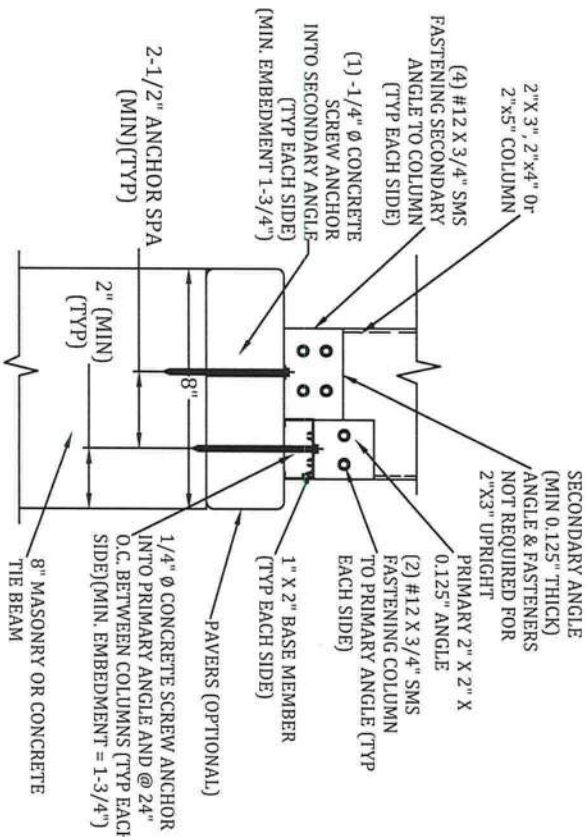 2"X 3", 2"x4" Or
2"x5" COLUMN
(4) #12 X 3/4" SMS
FASTENING SECONDARY
ANGLE TO COLUMN
(TYP EACH SIDE)
(1) -1/4" Ø CONCRETE
SCREW ANCHOR
INTO SECONDARY ANGLE
(TYP EACH SIDE)
(MIN. EMBEDMENT 1-3/4")
2-1/2" ANCHOR SPA
(MIN)(TYP)
2" (MIN)
(TYP)
8"
SECONDARY ANGLE
(MIN 0.125" THICK)
ANGLE & FASTENERS
NOT REQUIRED FOR
2"X3" UPRIGHT
PRIMARY 2" X 2" X
0.125" ANGLE
(2) #12 X 3/4" SMS
FASTENING COLUMN
TO PRIMARY ANGLE (TYP
EACH SIDE)
1" X 2" BASE MEMBER
(TYP EACH SIDE)
PAVERS (OPTIONAL)
1/4" Ø CONCRETE SCREW ANCHOR
INTO PRIMARY ANGLE AND @ 24"
O.C. BETWEEN COLUMNS (TYP EACH
SIDE)(MIN. EMBEDMENT = 1-3/4")
8" MASONRY OR CONCRETE
TIE BEAM